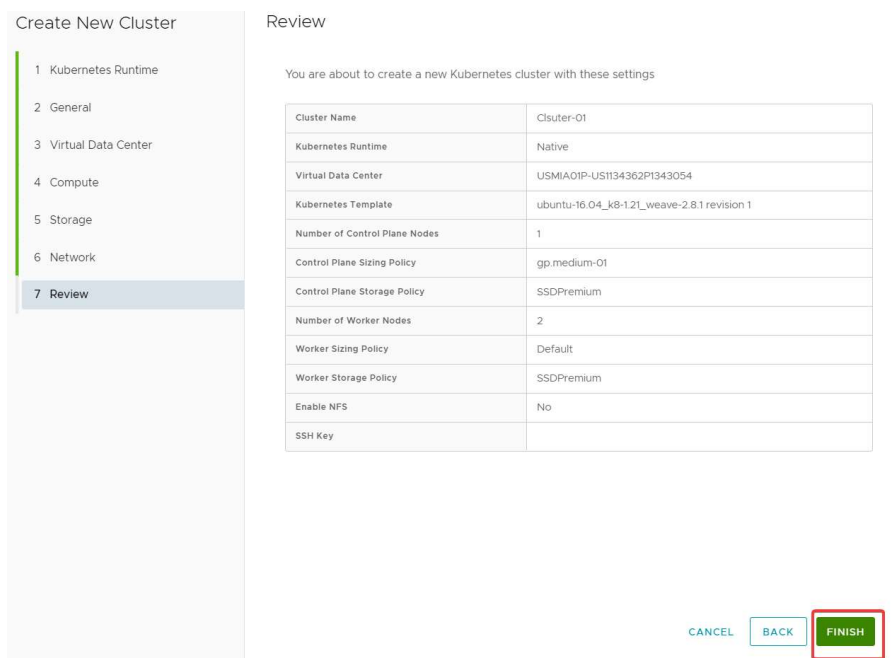 Create New Cluster
1 Kubernetes Runtime
2 General
3 Virtual Data Center
4 Compute
5 Storage
6 Network
7 Review
Review
You are about to create a new Kubernetes cluster with these settings
Cluster Name Clsuter-01
Kubernetes Runtime Native
Virtual Data Center USMIA01P-US1134362P1343054
Kubernetes Template ubuntu-16.04_k8-1.21_weave-2.8.1 revision 1
Number of Control Plane Nodes 1
Control Plane Sizing Policy gp.medium-01
Control Plane Storage Policy SSDPremium
Number of Worker Nodes 2
Worker Sizing Policy Default
Worker Storage Policy SSDPremium
Enable NFS No
SSH Key
CANCEL BACK FINISH